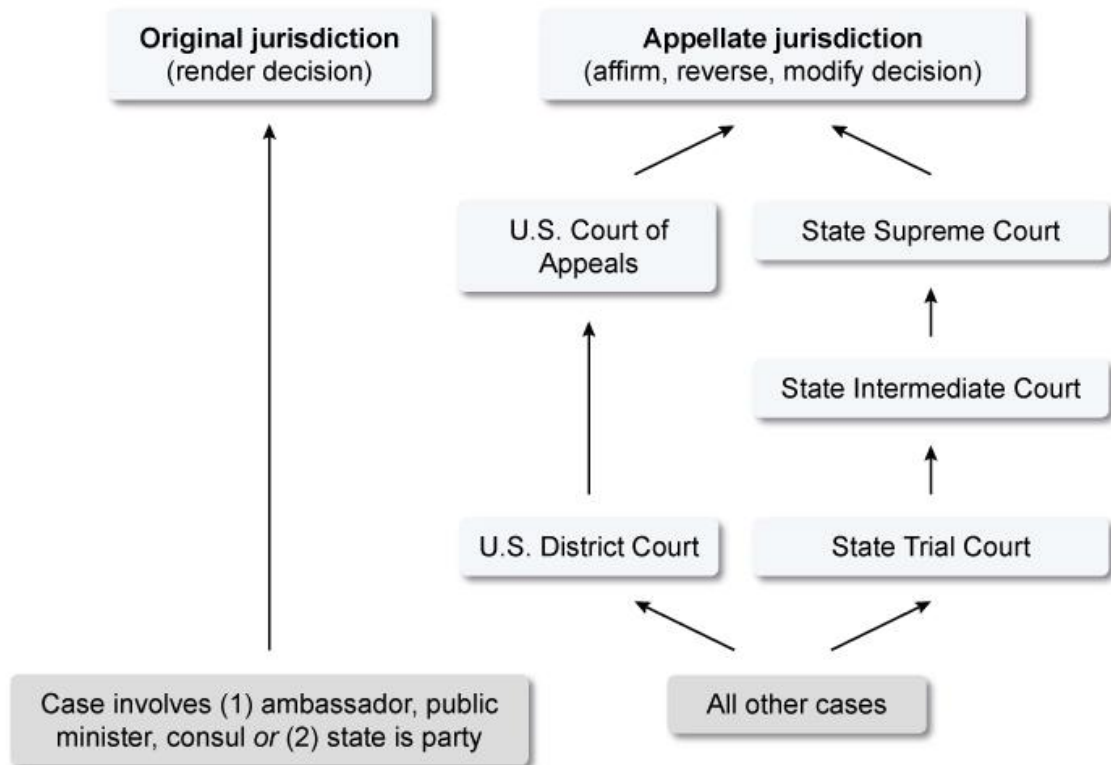 Original jurisdiction
(render decision)
Appellate jurisdiction
(affirm, reverse, modify decision)
U.S. Court of
Appeals
State Supreme Court
State Intermediate Court
U.S. District Court
State Trial Court
Case involves (1) ambassador, public
minister, consul or (2) state is party
All other cases